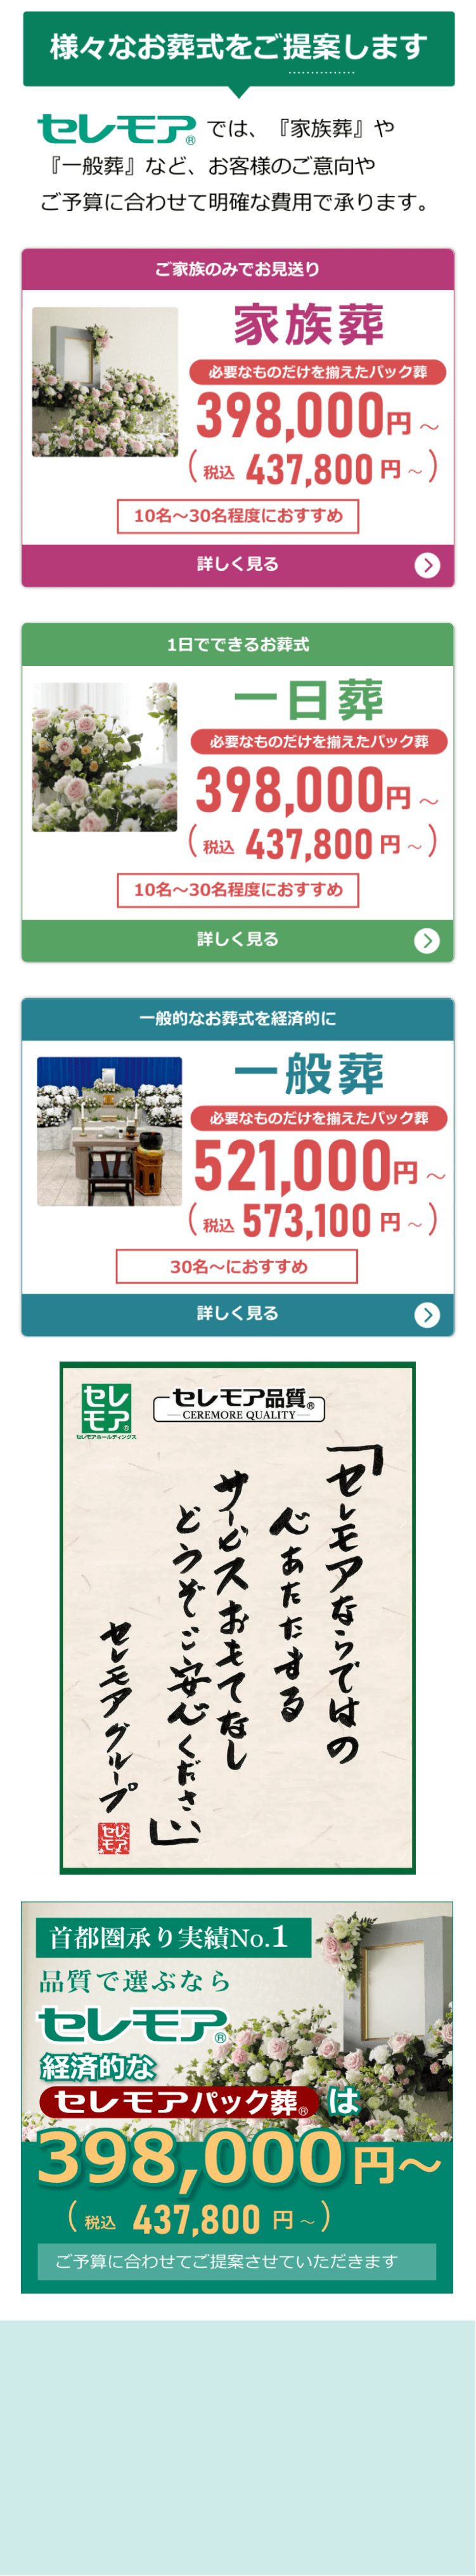 様々なお葬式をご提案します
セレモア® では、『家族葬』や
『一般葬』など、お客様のご意向や
ご予算に合わせて明確な費用で承ります。
ご家族のみでお見送り
家族葬
必要なものだけを揃えたパック葬
398,000円～
(税込 437,800円～)
10名～30名程度におすすめ
詳しく見る
1日でできるお葬式
一日葬
必要なものだけを揃えたパック葬
398,000円～
(税込 437,800円～)
10名～30名程度におすすめ
詳しく見る
一般的なお葬式を経済的に
一般葬
必要なものだけを揃えたパック葬
521,000円～
(税込 573,100円～)
30名～におすすめ
詳しく見る
セレ
モア®
セレモアホールディングス
セレモア品質®
CEREMORE QUALITY
「セレモアならではの
心あたたまる
サービスおもてなし
どうぞご安心ください」
セレモアグループ
セレ
モア
首都圏承り実績No.1
品質で選ぶなら
セレモア®
経済的な
セレモアパック葬® は
398,000円～
(税込 437,800円～)
ご予算に合わせてご提案させていただきます